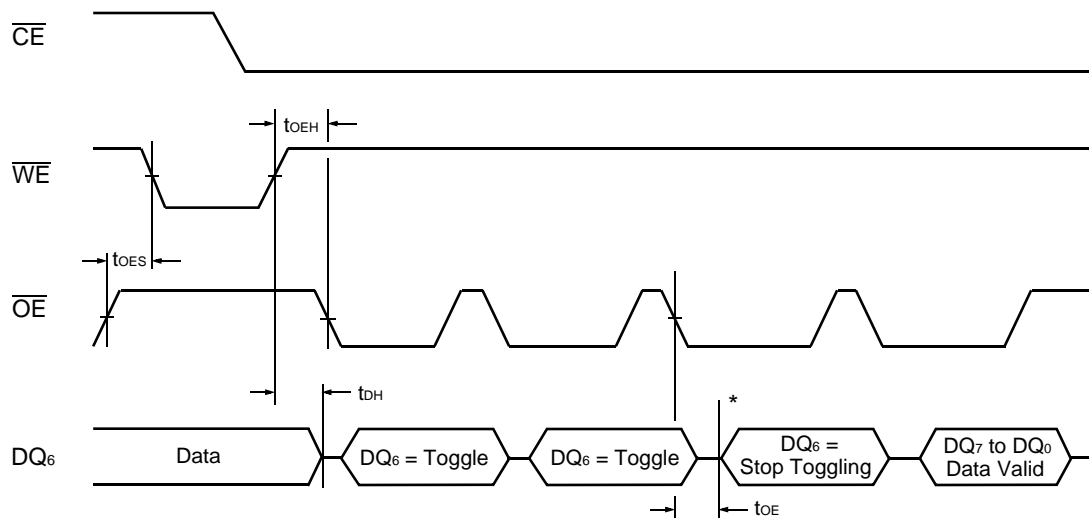 CE
tOEH
WE
tOES
OE
tDH
*
DQ6
Data
DQ6 = Toggle
DQ6 = Toggle
DQ6 =
Stop Toggling
DQ7 to DQ0
Data Valid
tOE